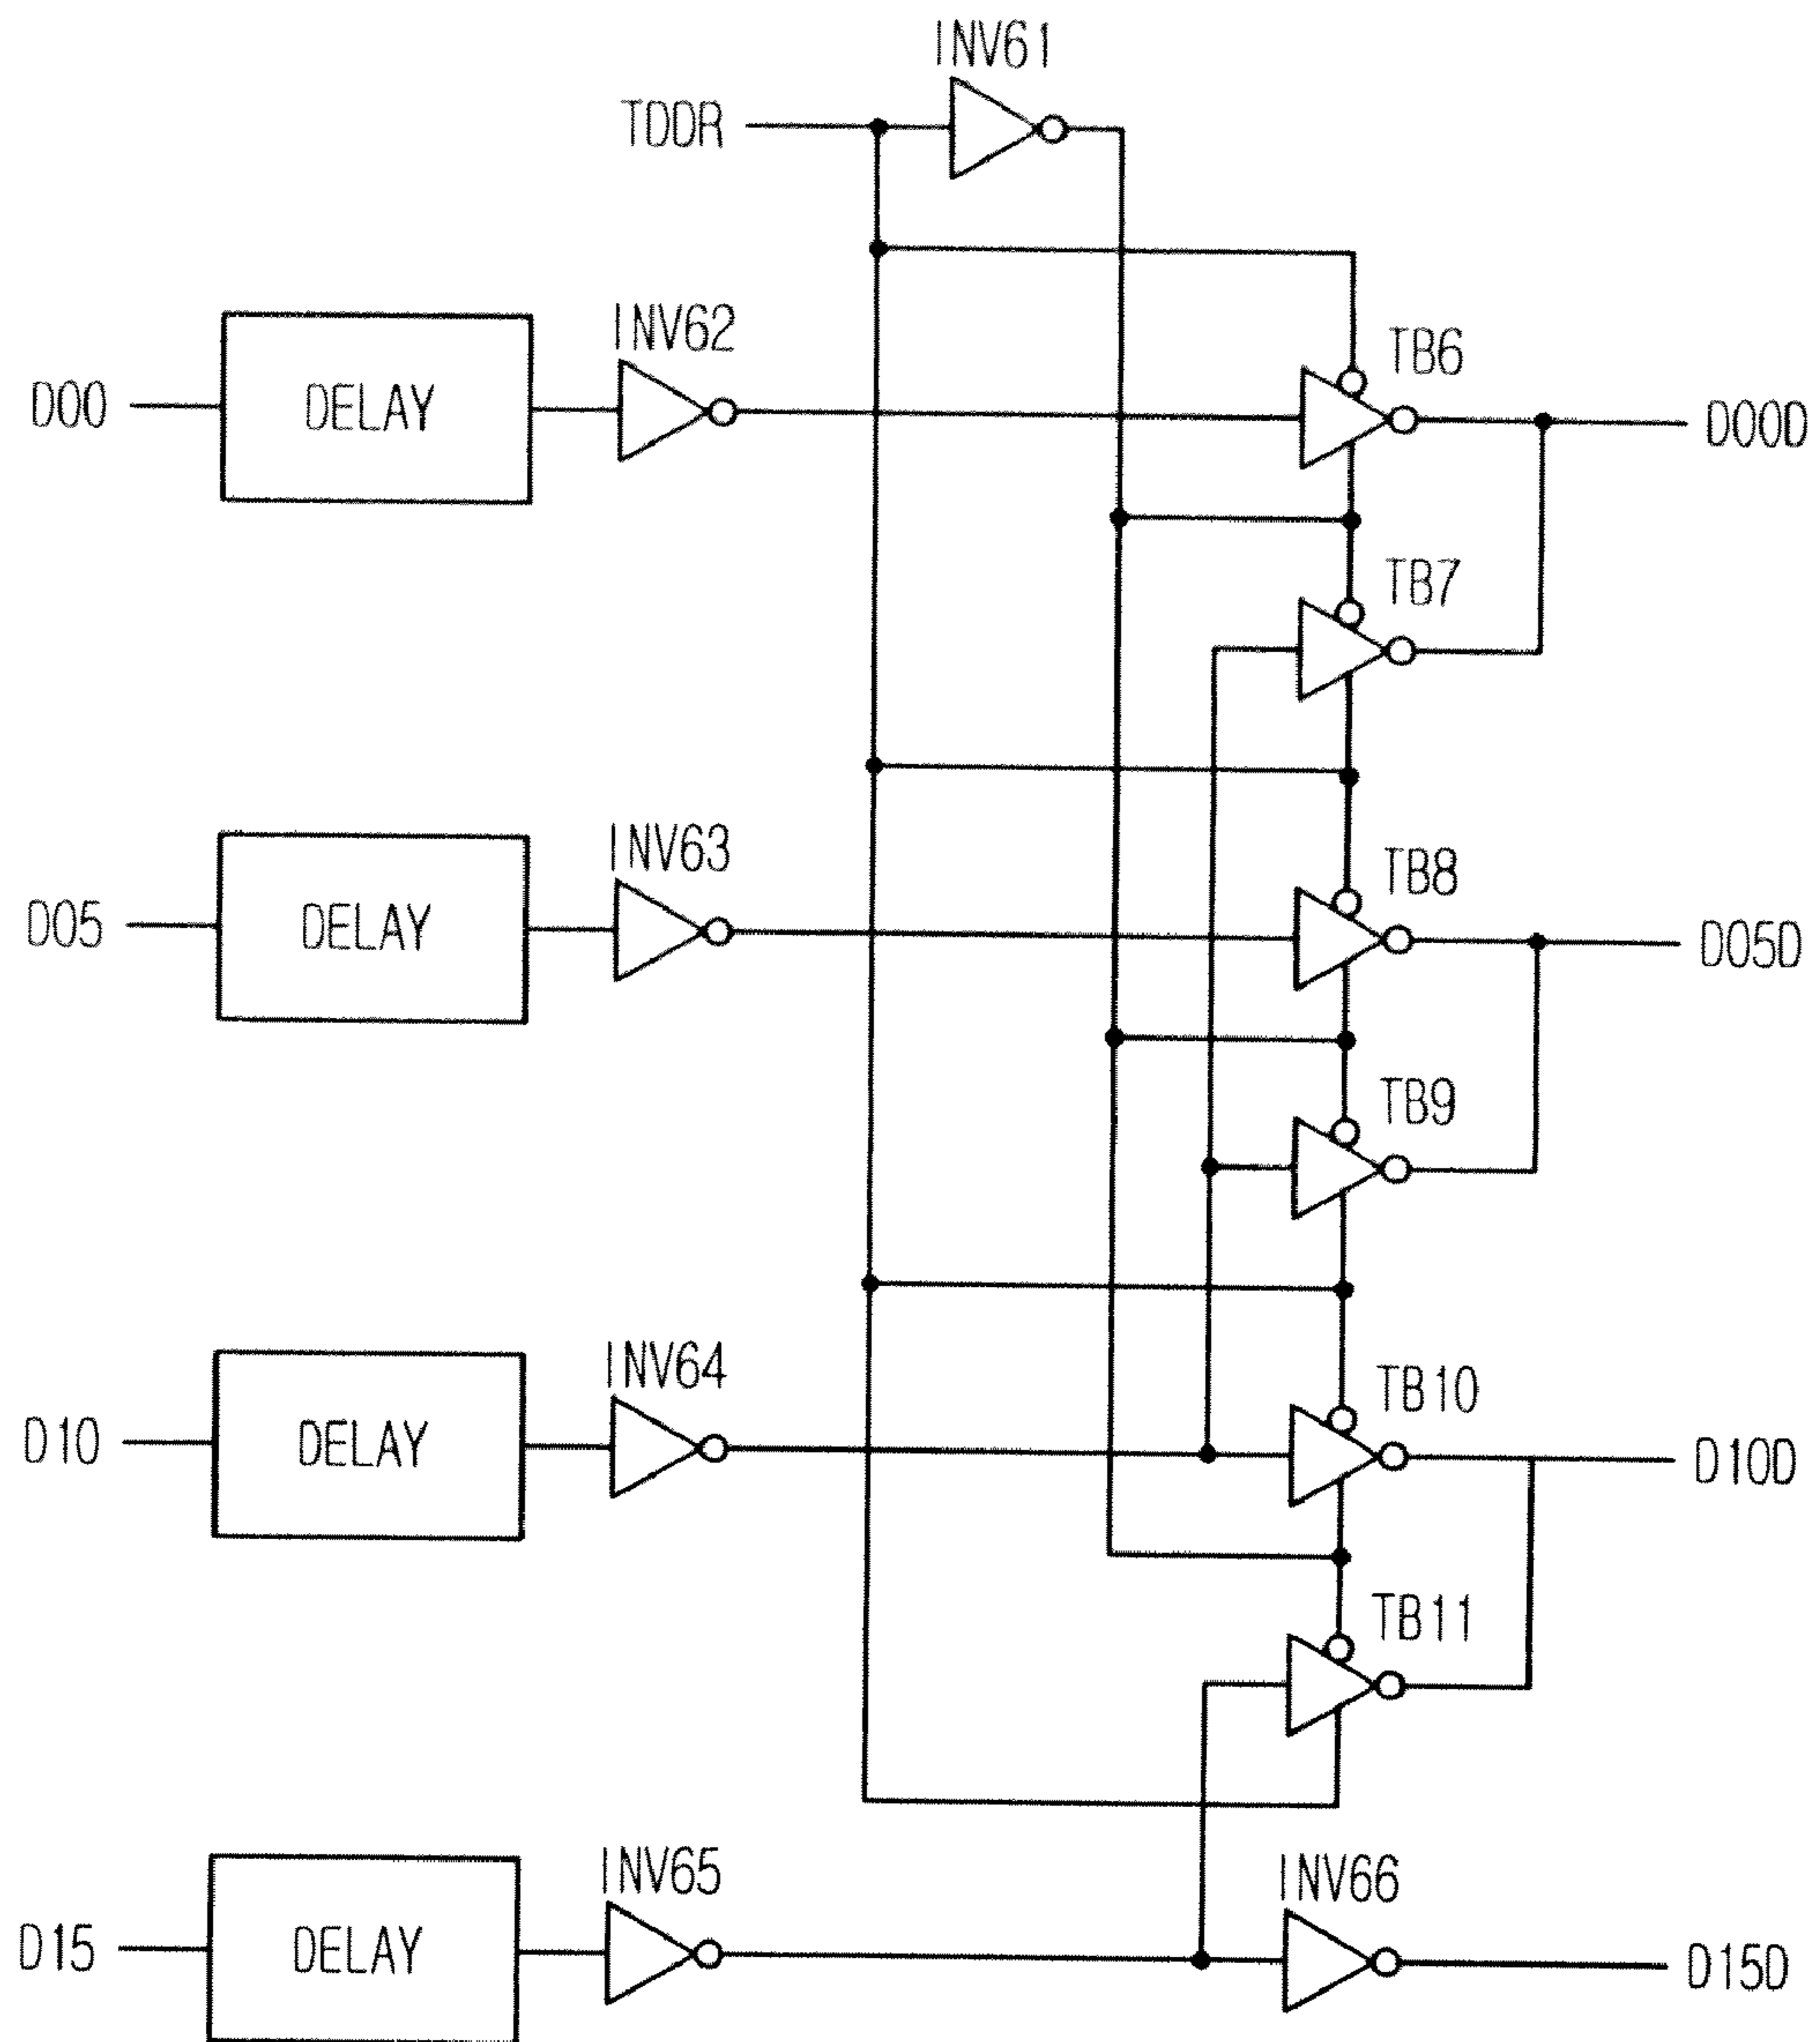 INV61
TDDR
INV62
TB6
D00
DELAY
D00D
TB7
INV63
TB8
D05
DELAY
D05D
TB9
INV64
TB10
D10
DELAY
D10D
TB11
INV65
INV66
D15
DELAY
D15D